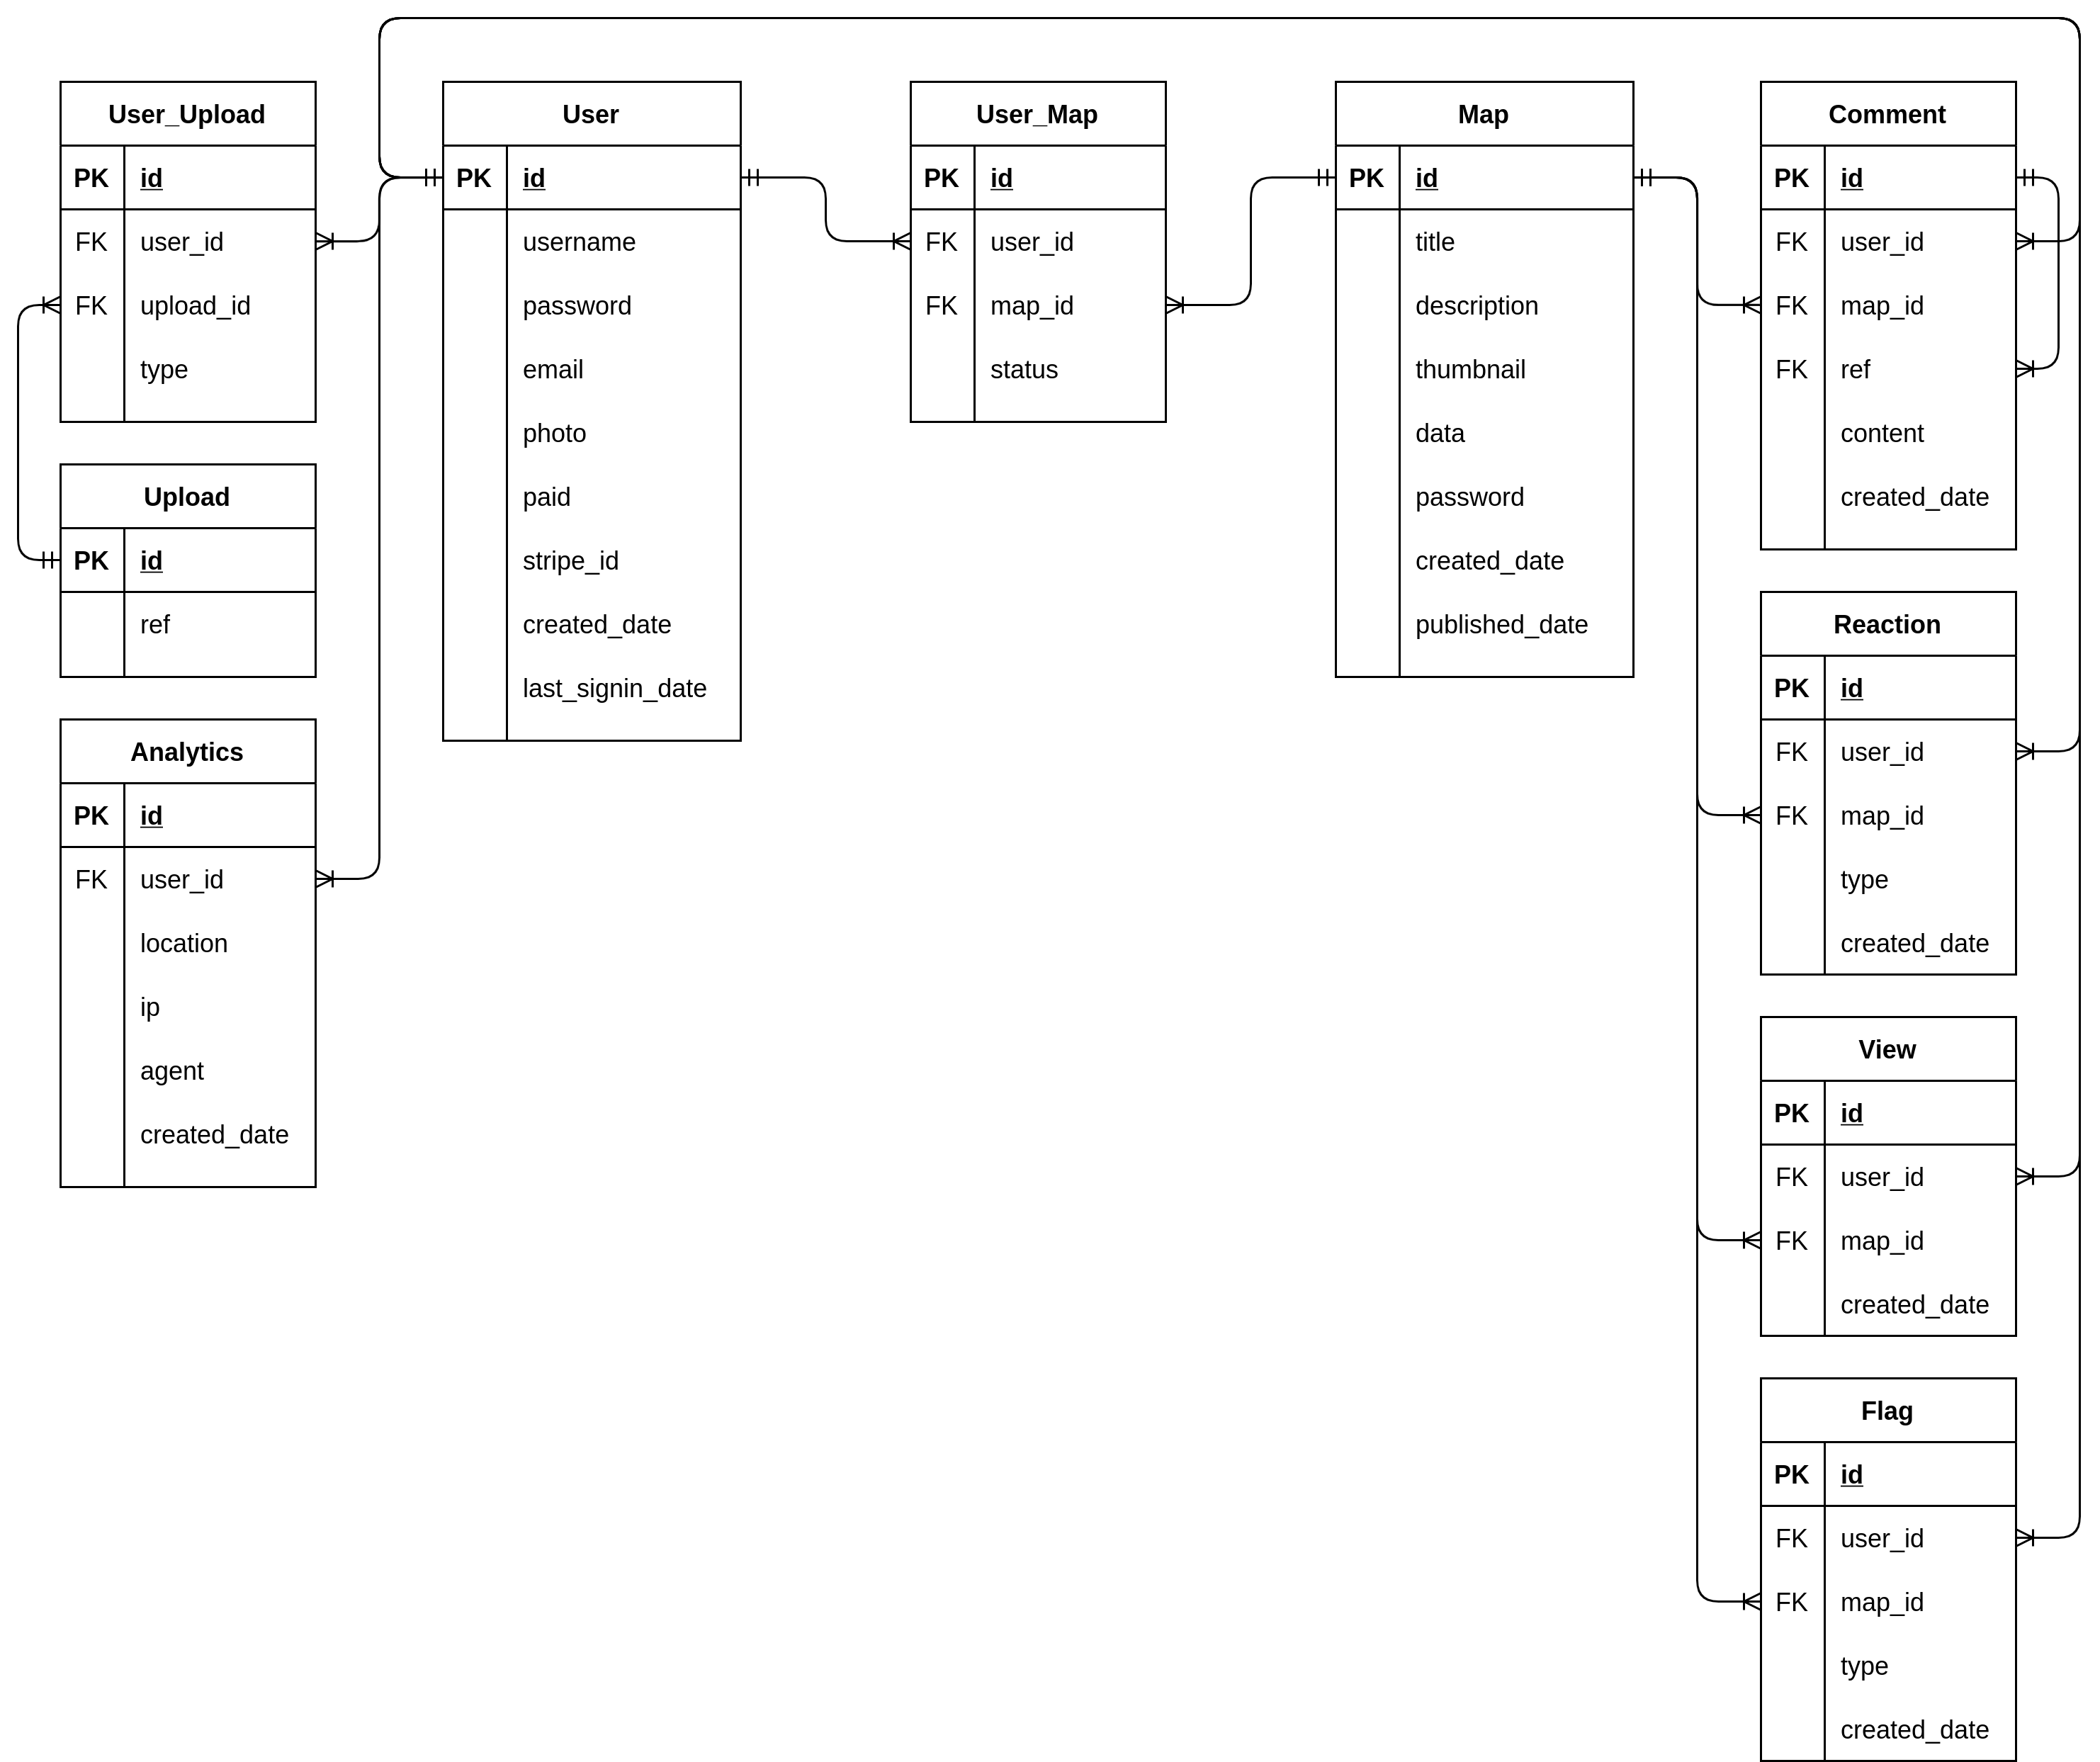 User_Upload
PK id
FK user_id
FK upload_id
type
Upload
PK id
ref
Analytics
PK id
FK user_id
location
ip
agent
created_date
User
PK id
username
password
email
photo
paid
stripe_id
created_date
last_signin_date
User_Map
PK id
FK user_id
FK map_id
status
Map
PK id
title
description
thumbnail
data
password
created_date
published_date
Comment
PK id
FK user_id
FK map_id
FK ref
content
created_date
Reaction
PK id
FK user_id
FK map_id
type
created_date
View
PK id
FK user_id
FK map_id
created_date
Flag
PK id
FK user_id
FK map_id
type
created_date